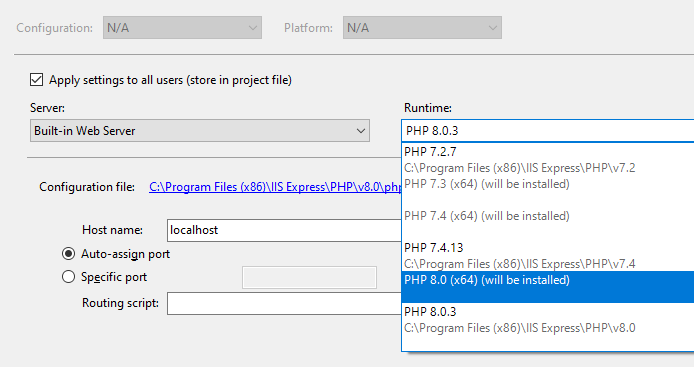 Configuration: N/A Platform: N/A
Apply settings to all users (store in project file)
Server: Runtime:
Built-in Web Server PHP 8.0.3
PHP 7.2.7
C:\Program Files (x86)\IIS Express\PHP\v7.2
Configuration file: C:\Program Files (x86)\IIS Express\PHP\v8.0\php
PHP 7.3 (x64) (will be installed)
PHP 7.4 (x64) (will be installed)
Host name: localhost
PHP 7.4.13
Auto-assign port
C:\Program Files (x86)\IIS Express\PHP\v7.4
Specific port
PHP 8.0 (x64) (will be installed)
Routing script:
PHP 8.0.3
C:\Program Files (x86)\IIS Express\PHP\v8.0